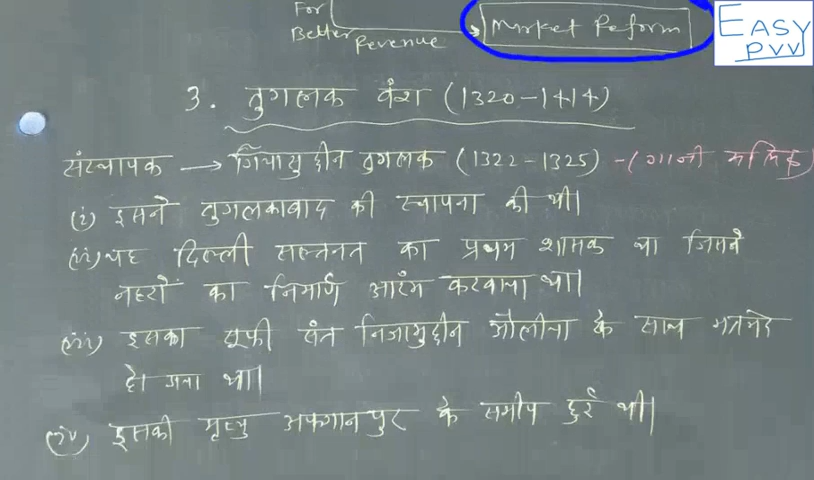 For
Better Revenue → Market Reform
EASY
PVV
3. तुगलक वंश (1320-1414)
संस्थापक → गियासुद्दीन तुगलक (1322-1325) -(गाजी मलिक)
(i) इसने तुगलकाबाद की स्थापना की थी।
(ii) यह दिल्ली सल्तनत का प्रथम शासक था जिसने
नहरों का निर्माण आरंभ करवाया था।
(iii) इसका सूफी संत निजामुद्दीन औलीया के साथ मतभेद
हो गया था।
(iv) इसकी मृत्यु अफगानपुर के समीप हुई थी।